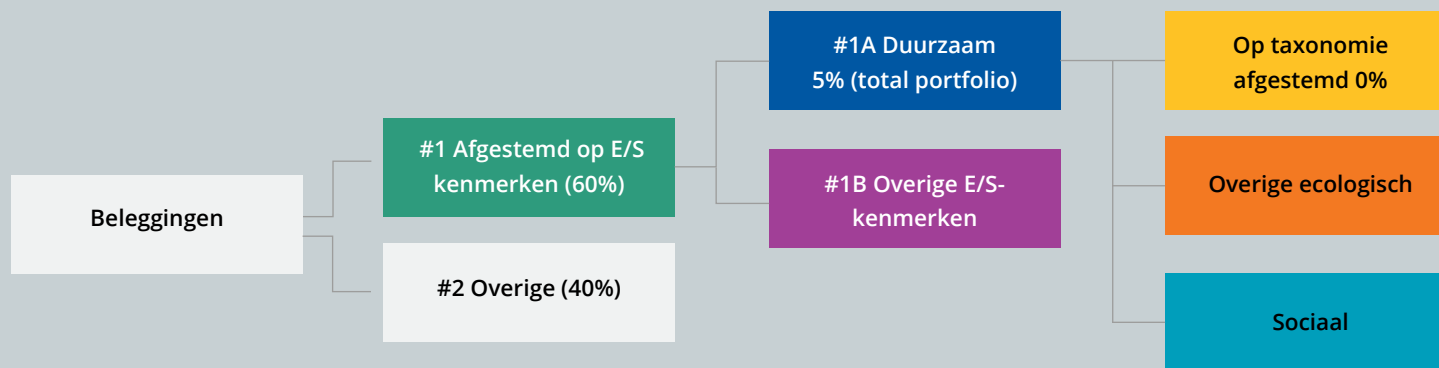 Beleggingen
#1 Afgestemd op E/S
kenmerken (60%)
#2 Overige (40%)
#1A Duurzaam
5% (total portfolio)
#1B Overige E/S-
kenmerken
Op taxonomie
afgestemd 0%
Overige ecologisch
Sociaal